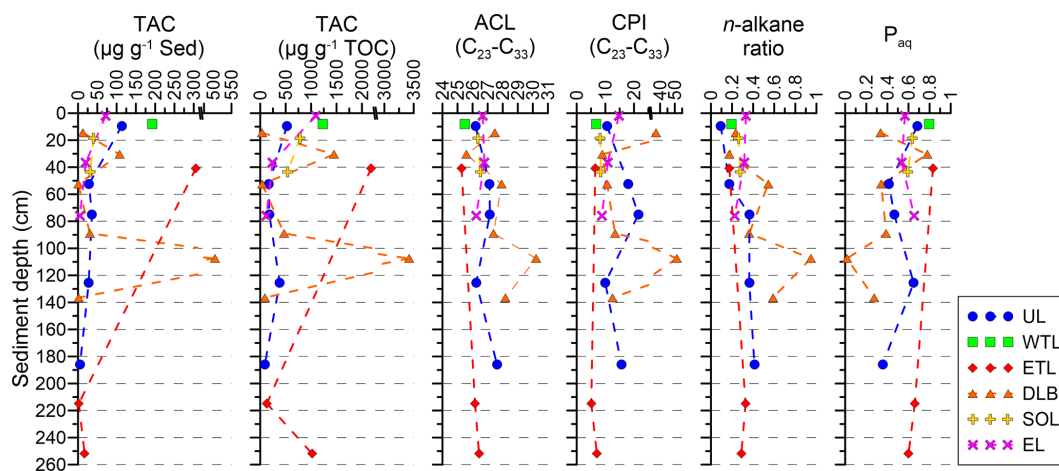 TAC
(µg g⁻¹ Sed)
TAC
(µg g⁻¹ TOC)
ACL
(C₂₃-C₃₃)
CPI
(C₂₃-C₃₃)
n-alkane
ratio
Pₐq
0 50 100 150 200 250 300 500 550
0 500 1000 1500 2000 3000 3500
24 25 26 27 28 29 30 31
0 10 20 40 50
0 0.2 0.4 0.6 0.8 1
0 0.2 0.4 0.6 0.8 1
Sediment depth (cm)
0
20
40
60
80
100
120
140
160
180
200
220
240
260
UL
WTL
ETL
DLB
SOL
EL